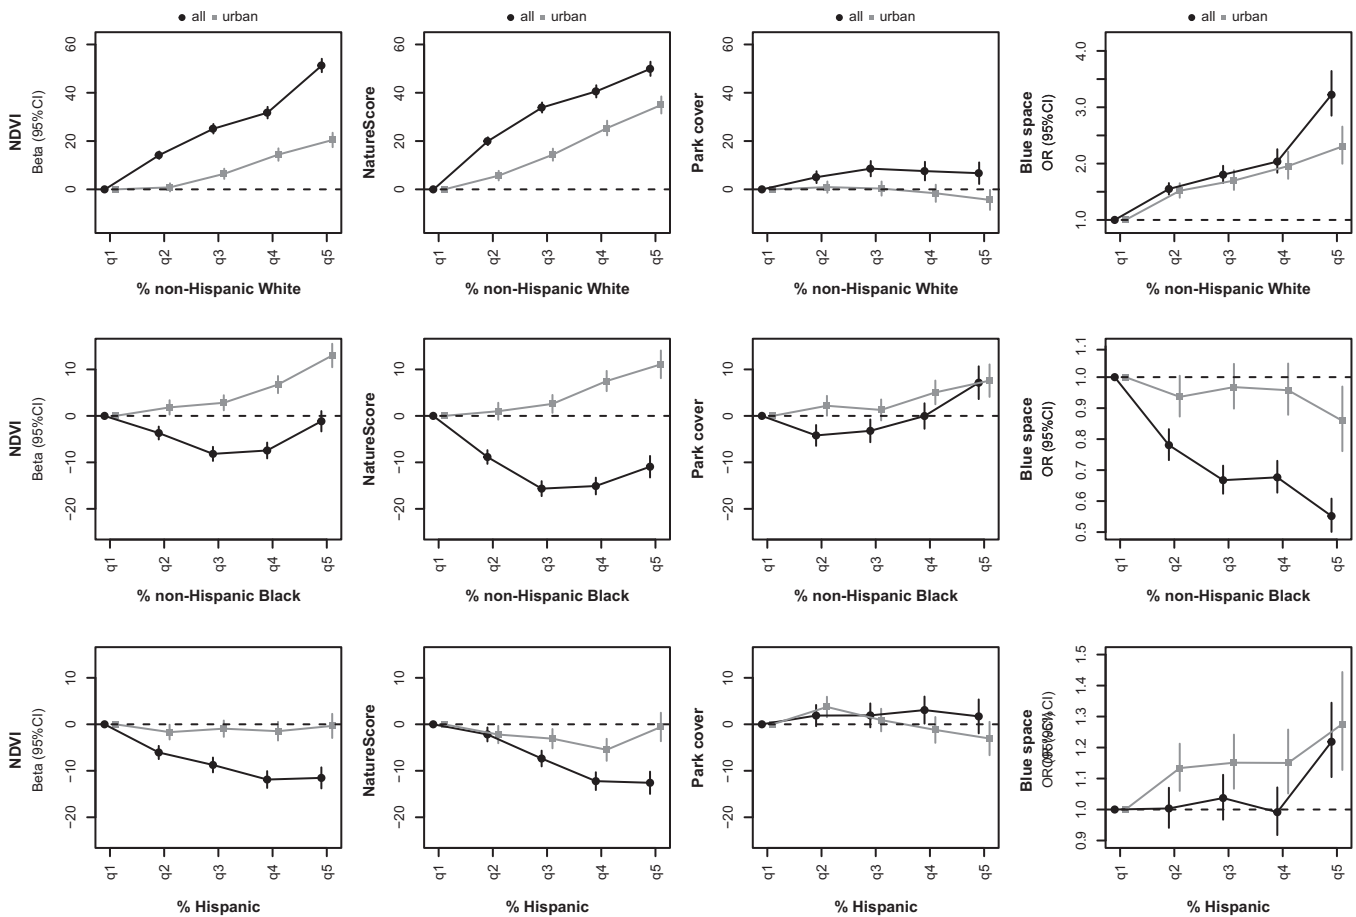 ● all ■ urban
● all ■ urban
● all ■ urban
● all ■ urban
NDVI
Beta (95%CI)
60
40
20
0
q1 q2 q3 q4 q5
% non-Hispanic White
NatureScore
60
40
20
0
q1 q2 q3 q4 q5
% non-Hispanic White
Park cover
60
40
20
0
q1 q2 q3 q4 q5
% non-Hispanic White
Blue space
OR (95%CI)
4.0
3.0
2.0
1.0
q1 q2 q3 q4 q5
% non-Hispanic White
NDVI
Beta (95%CI)
10
0
−10
−20
q1 q2 q3 q4 q5
% non-Hispanic Black
NatureScore
10
0
−10
−20
q1 q2 q3 q4 q5
% non-Hispanic Black
Park cover
10
0
−10
−20
q1 q2 q3 q4 q5
% non-Hispanic Black
Blue space
OR (95%CI)
1.1
1.0
0.9
0.8
0.7
0.6
0.5
q1 q2 q3 q4 q5
% non-Hispanic Black
NDVI
Beta (95%CI)
10
0
−10
−20
q1 q2 q3 q4 q5
% Hispanic
NatureScore
10
0
−10
−20
q1 q2 q3 q4 q5
% Hispanic
Park cover
10
0
−10
−20
q1 q2 q3 q4 q5
% Hispanic
Blue space
1.5
1.4
1.3
1.2
1.1
1.0
0.9
q1 q2 q3 q4 q5
% Hispanic